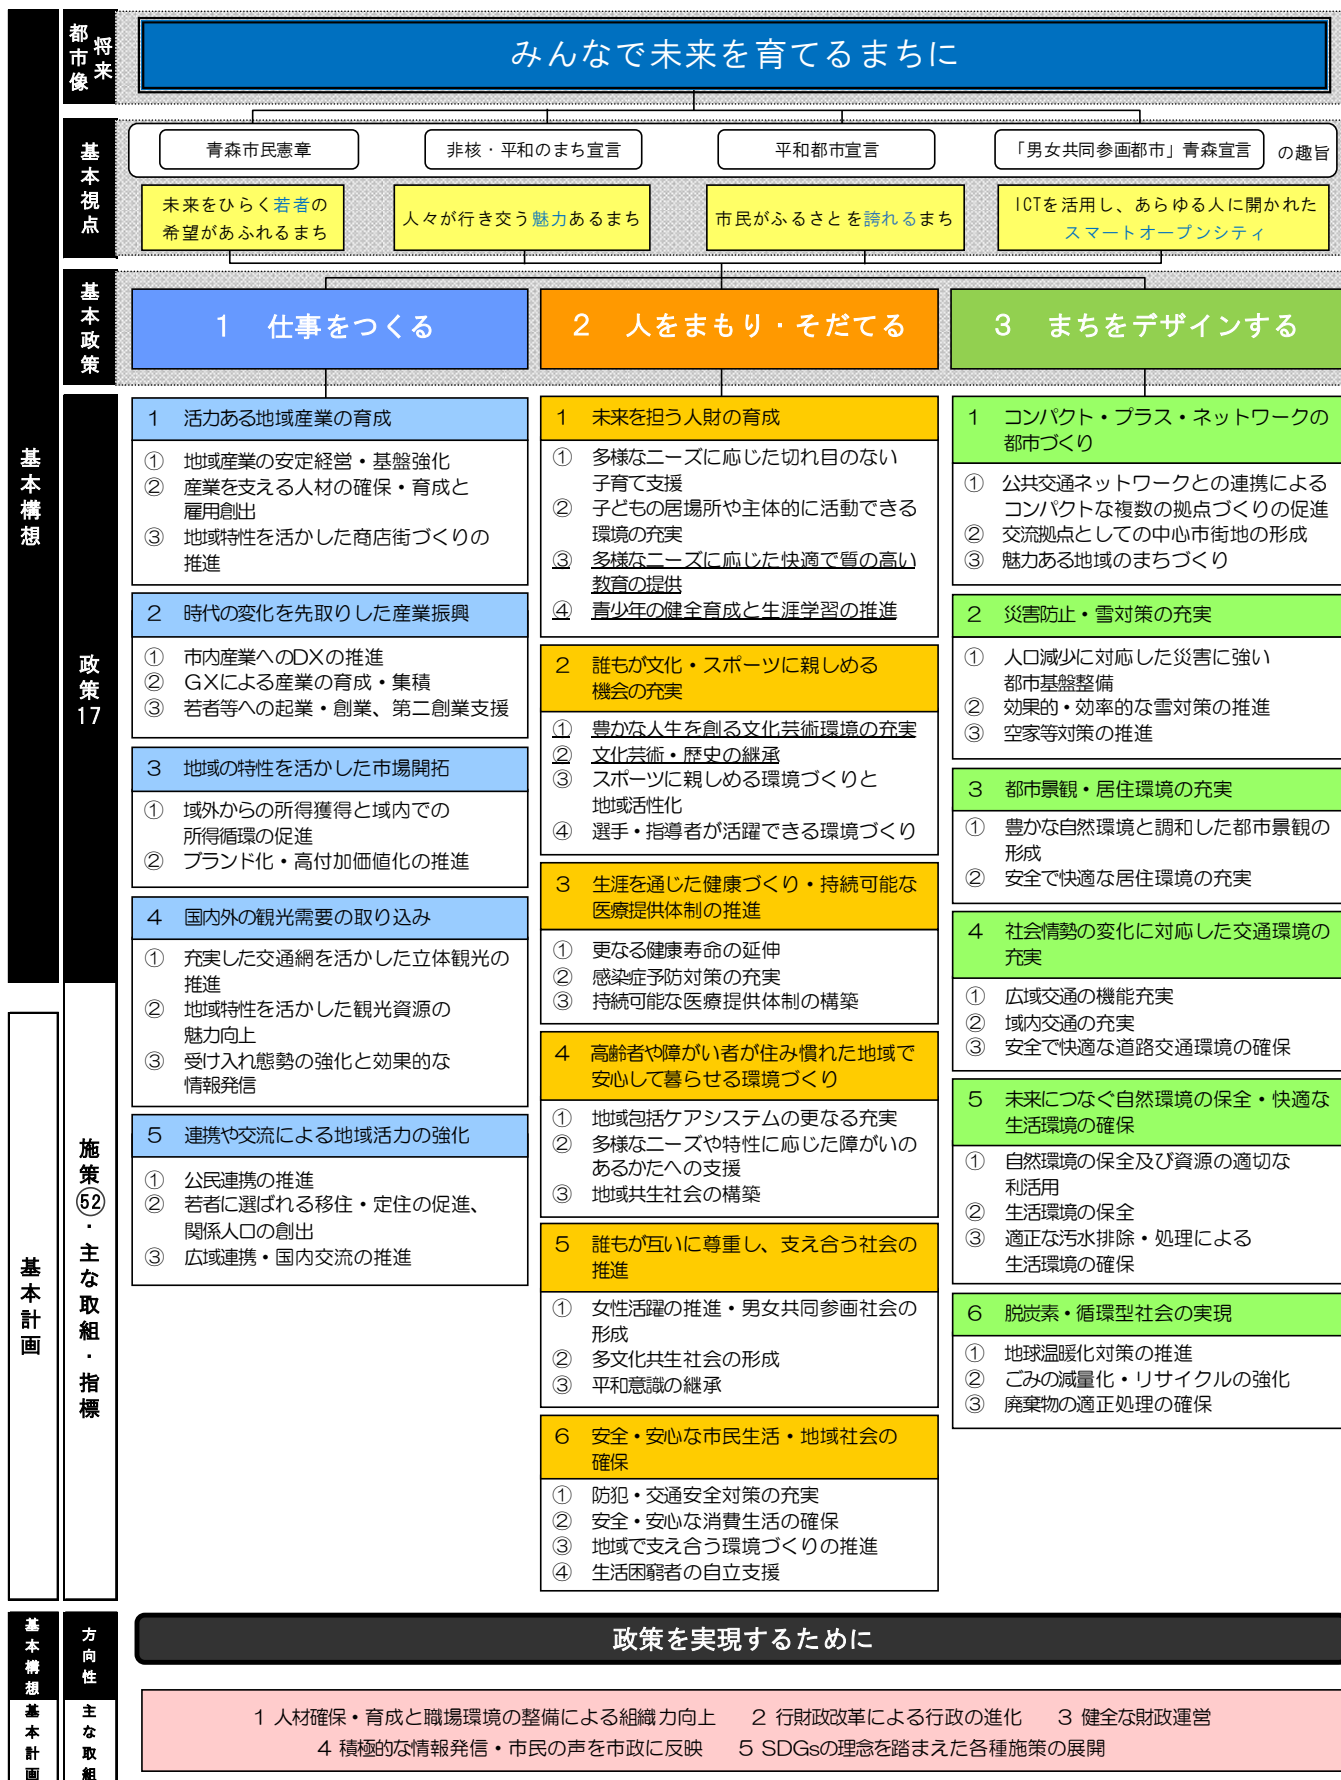 将来
都市像
みんなで未来を育てるまちに
基本視点
青森市民憲章
非核・平和のまち宣言
平和都市宣言
「男女共同参画都市」青森宣言
の趣旨
未来をひらく若者の
希望があふれるまち
人々が行き交う魅力あるまち
市民がふるさとを誇れるまち
ICTを活用し、あらゆる人に開かれた
スマートオープンシティ
基本政策
1 仕事をつくる
2 人をまもり・そだてる
3 まちをデザインする
基本構想
政策17
1 活力ある地域産業の育成
① 地域産業の安定経営・基盤強化
② 産業を支える人材の確保・育成と
雇用創出
③ 地域特性を活かした商店街づくりの
推進
2 時代の変化を先取りした産業振興
① 市内産業へのDXの推進
② GXによる産業の育成・集積
③ 若者等への起業・創業、第二創業支援
3 地域の特性を活かした市場開拓
① 域外からの所得獲得と域内での
所得循環の促進
② ブランド化・高付加価値化の推進
4 国内外の観光需要の取り込み
① 充実した交通網を活かした立体観光の
推進
② 地域特性を活かした観光資源の
魅力向上
③ 受け入れ態勢の強化と効果的な
情報発信
5 連携や交流による地域活力の強化
① 公民連携の推進
② 若者に選ばれる移住・定住の促進、
関係人口の創出
③ 広域連携・国内交流の推進
1 未来を担う人財の育成
① 多様なニーズに応じた切れ目のない
子育て支援
② 子どもの居場所や主体的に活動できる
環境の充実
③ 多様なニーズに応じた快適で質の高い
教育の提供
④ 青少年の健全育成と生涯学習の推進
2 誰もが文化・スポーツに親しめる
機会の充実
① 豊かな人生を創る文化芸術環境の充実
② 文化芸術・歴史の継承
③ スポーツに親しめる環境づくりと
地域活性化
④ 選手・指導者が活躍できる環境づくり
3 生涯を通じた健康づくり・持続可能な
医療提供体制の推進
① 更なる健康寿命の延伸
② 感染症予防対策の充実
③ 持続可能な医療提供体制の構築
4 高齢者や障がい者が住み慣れた地域で
安心して暮らせる環境づくり
① 地域包括ケアシステムの更なる充実
② 多様なニーズや特性に応じた障がいの
あるかたへの支援
③ 地域共生社会の構築
5 誰もが互いに尊重し、支え合う社会の
推進
① 女性活躍の推進・男女共同参画社会の
形成
② 多文化共生社会の形成
③ 平和意識の継承
6 安全・安心な市民生活・地域社会の
確保
① 防犯・交通安全対策の充実
② 安全・安心な消費生活の確保
③ 地域で支え合う環境づくりの推進
④ 生活困窮者の自立支援
1 コンパクト・プラス・ネットワークの
都市づくり
① 公共交通ネットワークとの連携による
コンパクトな複数の拠点づくりの促進
② 交流拠点としての中心市街地の形成
③ 魅力ある地域のまちづくり
2 災害防止・雪対策の充実
① 人口減少に対応した災害に強い
都市基盤整備
② 効果的・効率的な雪対策の推進
③ 空家等対策の推進
3 都市景観・居住環境の充実
① 豊かな自然環境と調和した都市景観の
形成
② 安全で快適な居住環境の充実
4 社会情勢の変化に対応した交通環境の
充実
① 広域交通の機能充実
② 域内交通の充実
③ 安全で快適な道路交通環境の確保
5 未来につなぐ自然環境の保全・快適な
生活環境の確保
① 自然環境の保全及び資源の適切な
利活用
② 生活環境の保全
③ 適正な汚水排除・処理による
生活環境の確保
6 脱炭素・循環型社会の実現
① 地球温暖化対策の推進
② ごみの減量化・リサイクルの強化
③ 廃棄物の適正処理の確保
基本計画
施策㊾・主な取組・指標
基本構想
方向性
政策を実現するために
基本計画
主な取組
1 人材確保・育成と職場環境の整備による組織力向上 2 行財政改革による行政の進化 3 健全な財政運営
4 積極的な情報発信・市民の声を市政に反映 5 SDGsの理念を踏まえた各種施策の展開